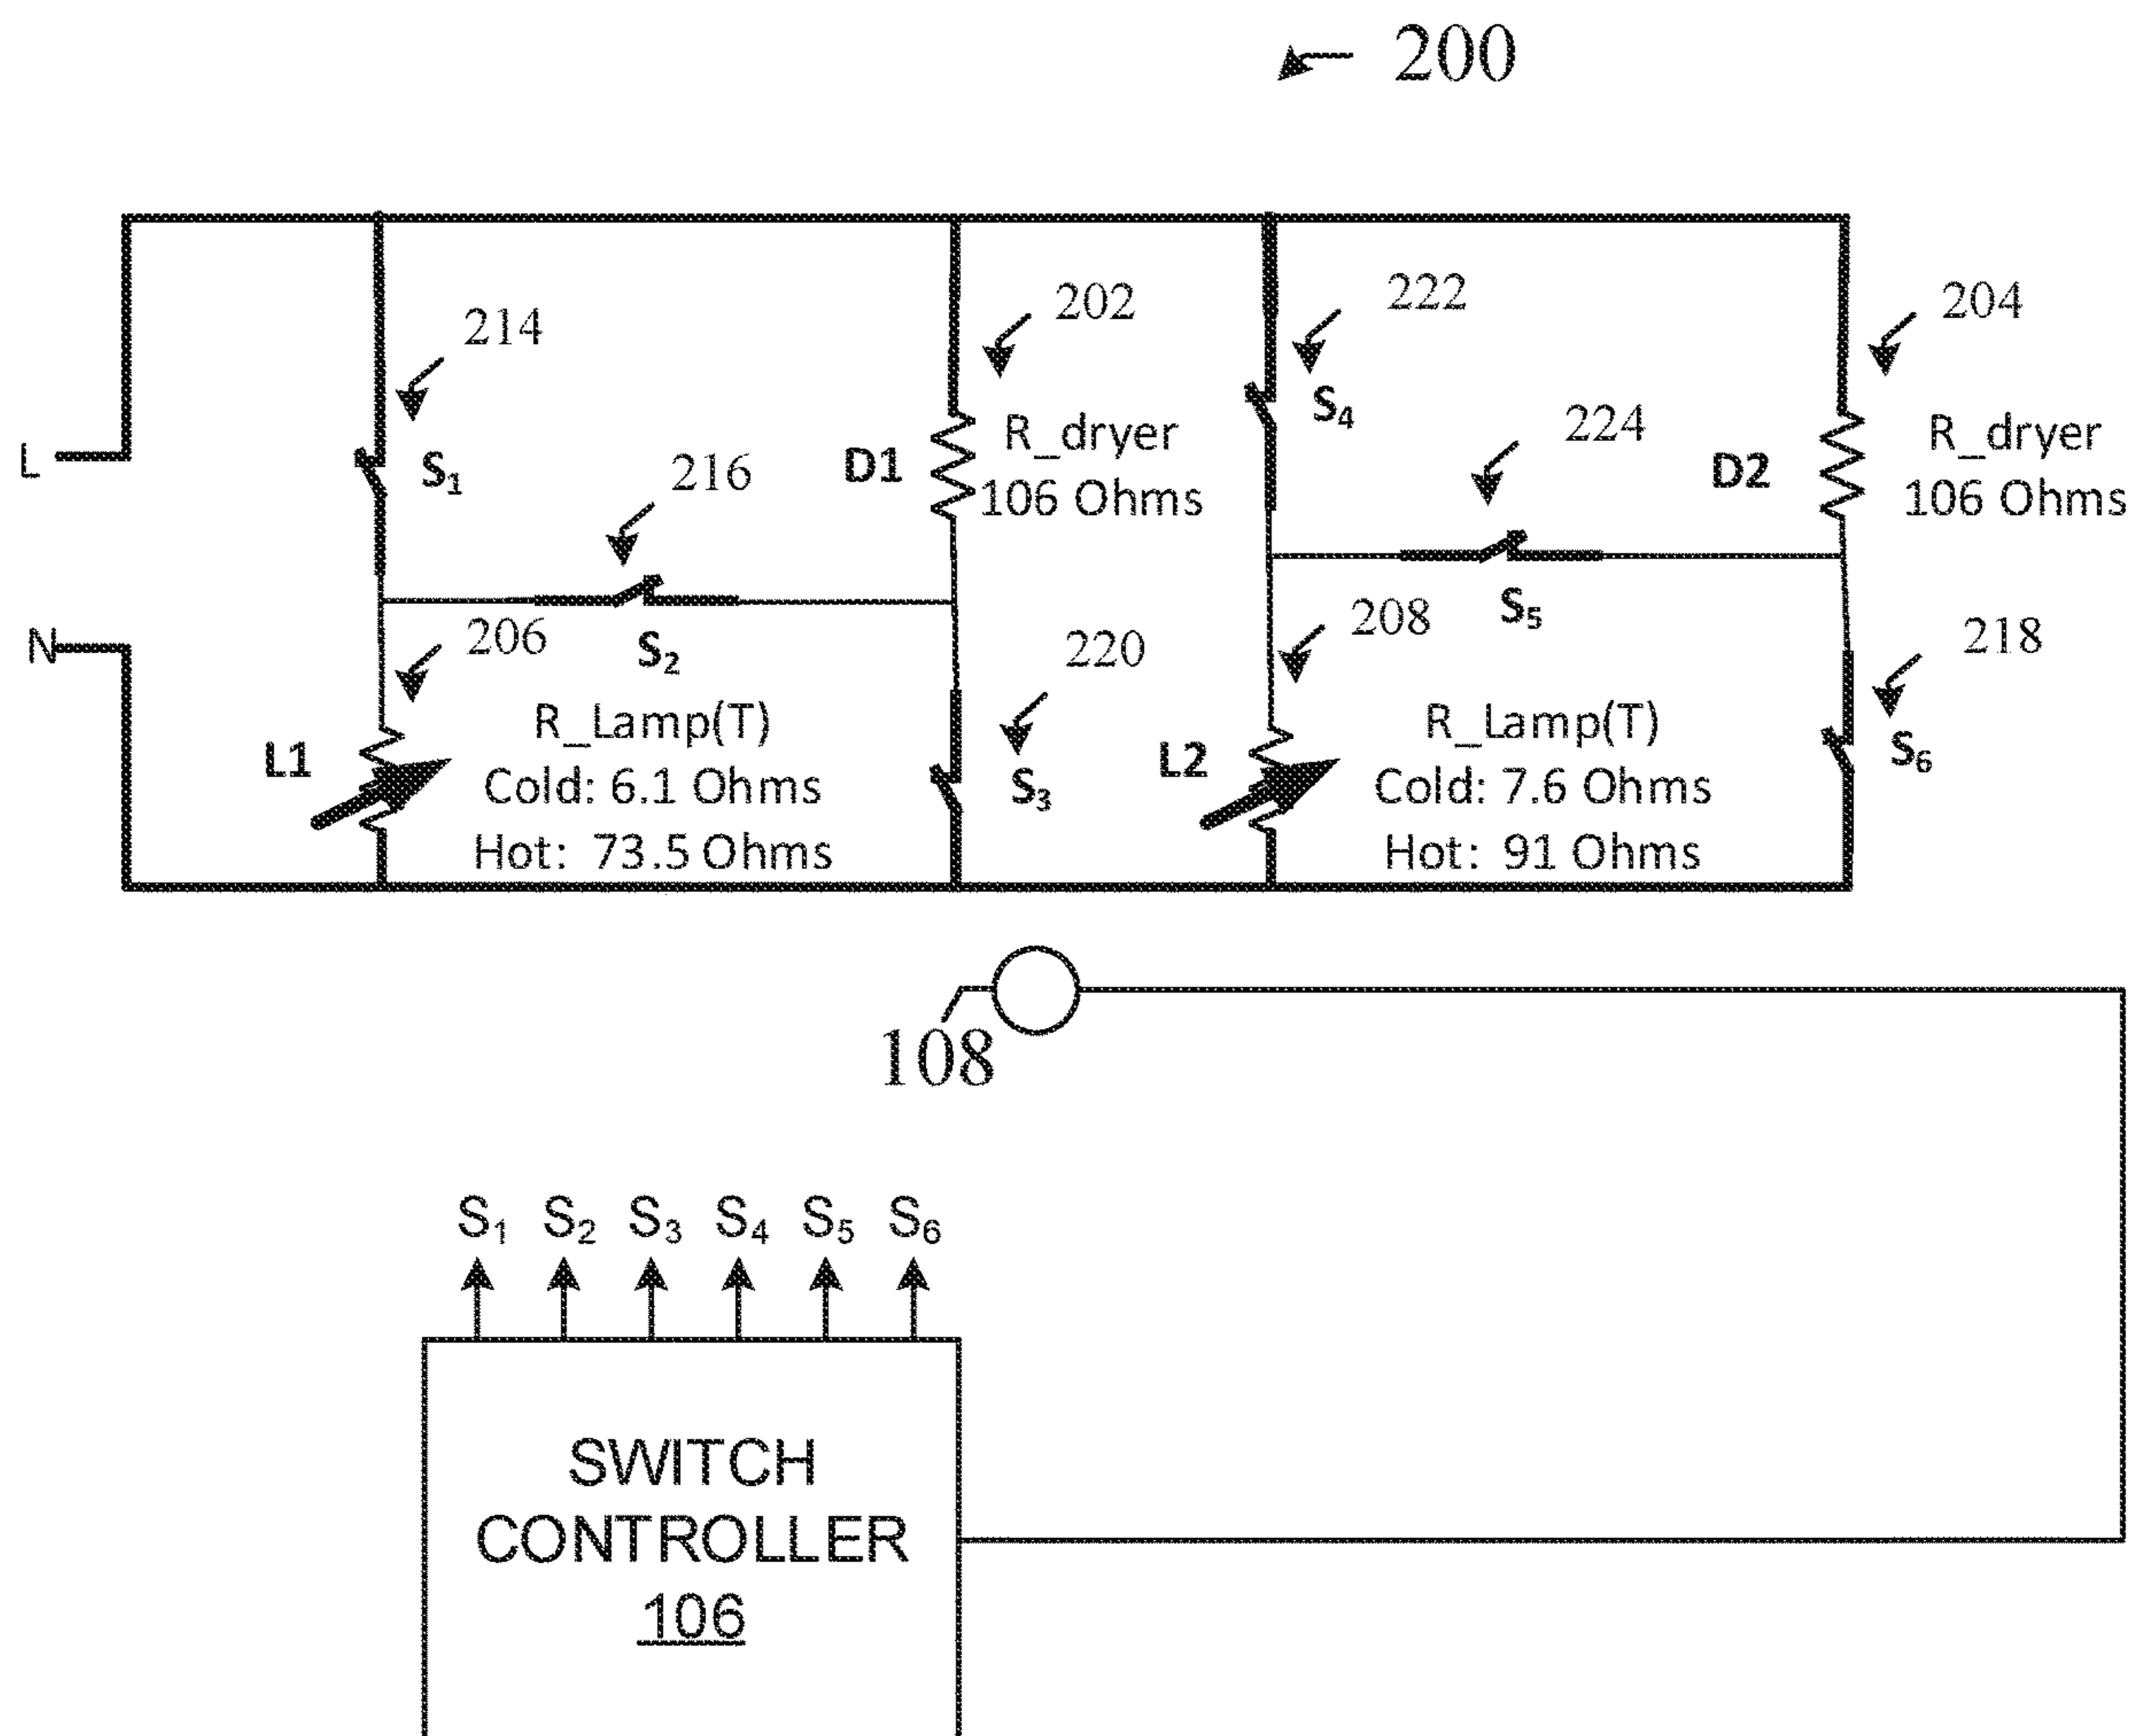 200
214
S1
216
S2
202
D1
R_dryer
106 Ohms
222
S4
224
S5
204
D2
R_dryer
106 Ohms
L
N
206
L1
R_Lamp(T)
Cold: 6.1 Ohms
Hot: 73.5 Ohms
220
S3
208
L2
R_Lamp(T)
Cold: 7.6 Ohms
Hot: 91 Ohms
218
S6
108
S1 S2 S3 S4 S5 S6
SWITCH
CONTROLLER
106